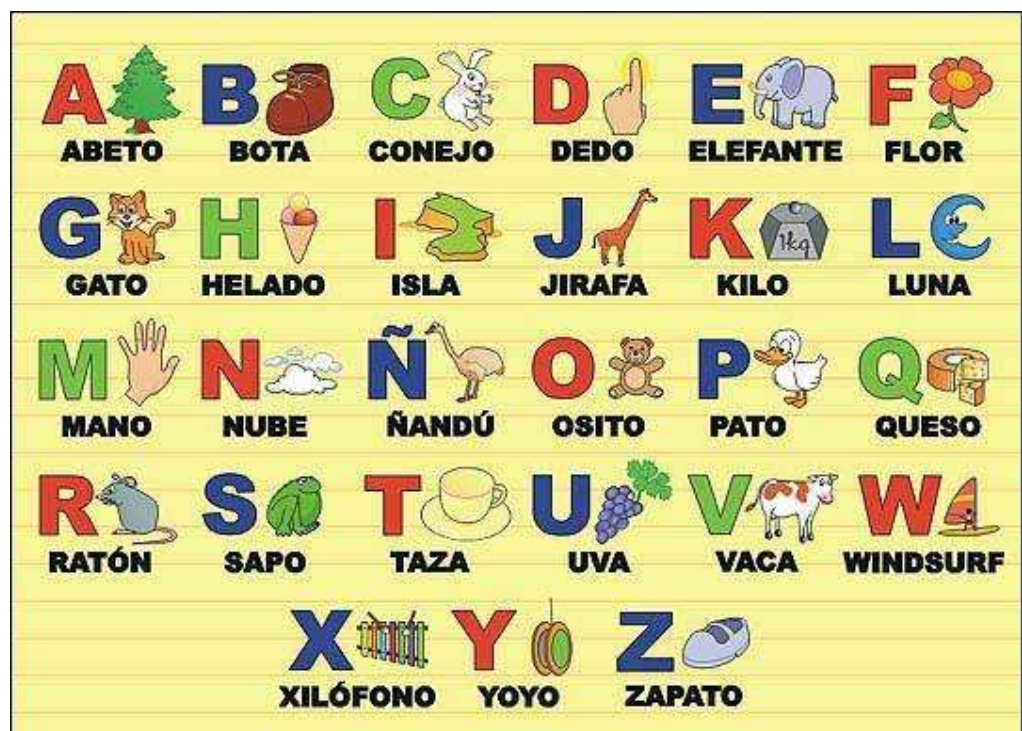 A B C D E F
ABETO BOTA CONEJO DEDO ELEFANTE FLOR
G H I J K L
1kg
GATO HELADO ISLA JIRAFA KILO LUNA
M N Ñ O P Q
MANO NUBE ÑANDÚ OSITO PATO QUESO
R S T U V W
RATÓN SAPO TAZA UVA VACA WINDSURF
X Y Z
XILÓFONO YOYO ZAPATO